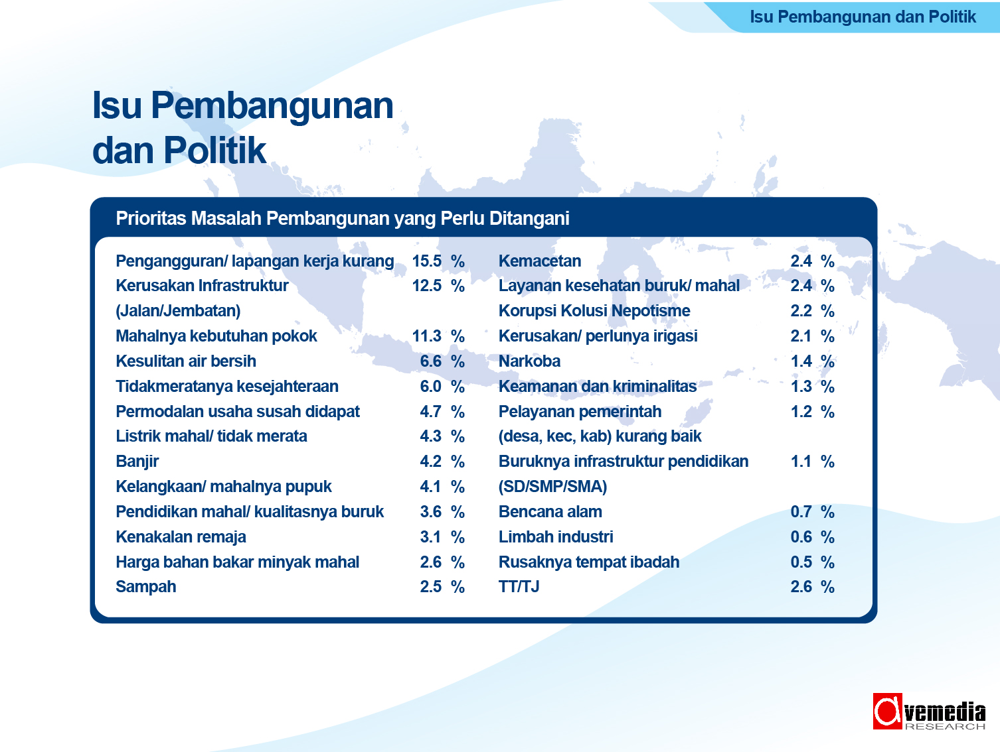 Isu Pembangunan dan Politik
Isu Pembangunan
dan Politik
Prioritas Masalah Pembangunan yang Perlu Ditangani
Pengangguran/ lapangan kerja kurang 15.5 %
Kerusakan Infrastruktur 12.5 %
(Jalan/Jembatan)
Mahalnya kebutuhan pokok 11.3 %
Kesulitan air bersih 6.6 %
Tidakmeratanya kesejahteraan 6.0 %
Permodalan usaha susah didapat 4.7 %
Listrik mahal/ tidak merata 4.3 %
Banjir 4.2 %
Kelangkaan/ mahalnya pupuk 4.1 %
Pendidikan mahal/ kualitasnya buruk 3.6 %
Kenakalan remaja 3.1 %
Harga bahan bakar minyak mahal 2.6 %
Sampah 2.5 %
Kemacetan 2.4 %
Layanan kesehatan buruk/ mahal 2.4 %
Korupsi Kolusi Nepotisme 2.2 %
Kerusakan/ perlunya irigasi 2.1 %
Narkoba 1.4 %
Keamanan dan kriminalitas 1.3 %
Pelayanan pemerintah 1.2 %
(desa, kec, kab) kurang baik
Buruknya infrastruktur pendidikan 1.1 %
(SD/SMP/SMA)
Bencana alam 0.7 %
Limbah industri 0.6 %
Rusaknya tempat ibadah 0.5 %
TT/TJ 2.6 %
avemedia
RESEARCH